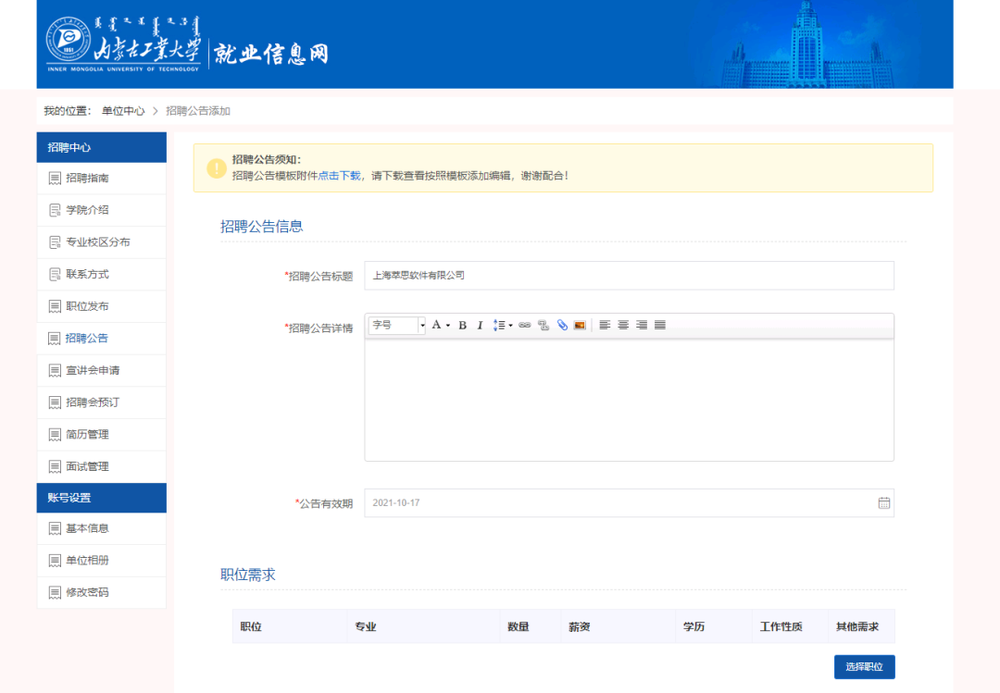 内蒙古工业大学
INNER MONGOLIA UNIVERSITY OF TECHNOLOGY
就业信息网
我的位置： 单位中心 > 招聘公告添加
招聘中心
招聘指南
学院介绍
专业校区分布
联系方式
职位发布
招聘公告
宣讲会申请
招聘会预订
简历管理
面试管理
账号设置
基本信息
单位相册
修改密码
招聘公告须知：
招聘公告模板附件点击下载，请下载查看按照模板添加编辑，谢谢配合！
招聘公告信息
*招聘公告标题 上海萃思软件有限公司
*招聘公告详情 字号 A B I
*公告有效期 2021-10-17
职位需求
职位 专业 数量 薪资 学历 工作性质 其他需求
选择职位